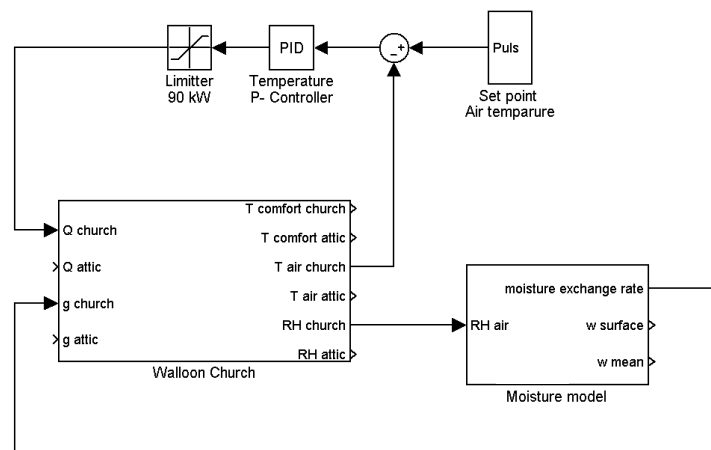 PID
_
+
Puls
Limitter
90 kW
Temperature
P- Controller
Set point
Air temparure
Q church
Q attic
g church
g attic
T comfort church
T comfort attic
T air church
T air attic
RH church
RH attic
Walloon Church
RH air
moisture exchange rate
w surface
w mean
Moisture model